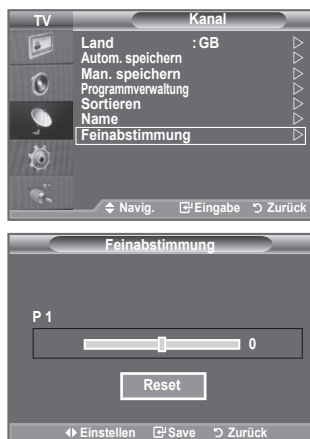 TV Kanal
Land : GB
Autom. speichern
Man. speichern
Programmverwaltung
Sortieren
Name
Feinabstimmung
Navig. Eingabe Zurück
Feinabstimmung
P 1
0
Reset
Einstellen Save Zurück